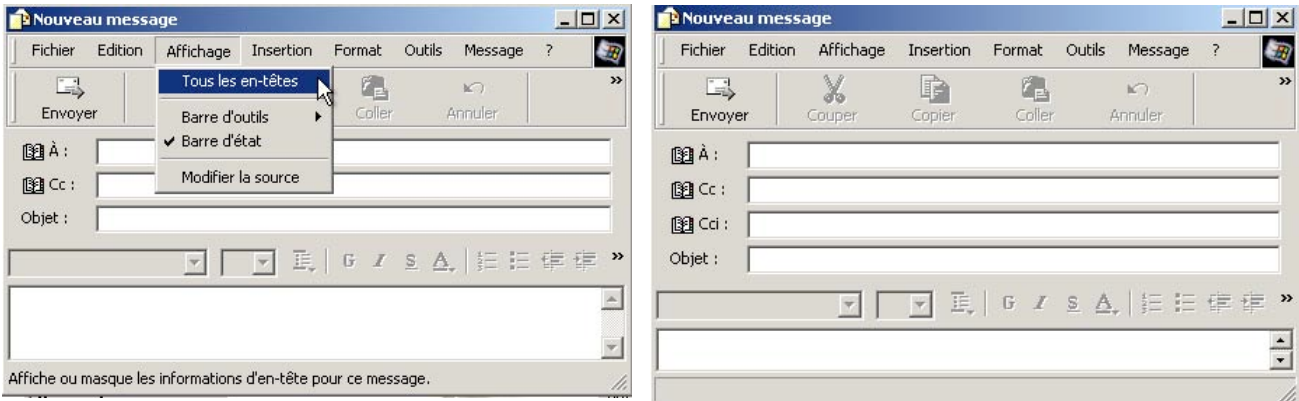 Nouveau message
Fichier Edition Affichage Insertion Format Outils Message ?
Tous les en-têtes
Barre d'outils
Barre d'état
Modifier la source
Envoyer Coller Annuler »
À :
Cc :
Objet :
G I S A »
Affiche ou masque les informations d'en-tête pour ce message.
Nouveau message
Fichier Edition Affichage Insertion Format Outils Message ?
Envoyer Couper Copier Coller Annuler »
À :
Cc :
Cci :
Objet :
G I S A »